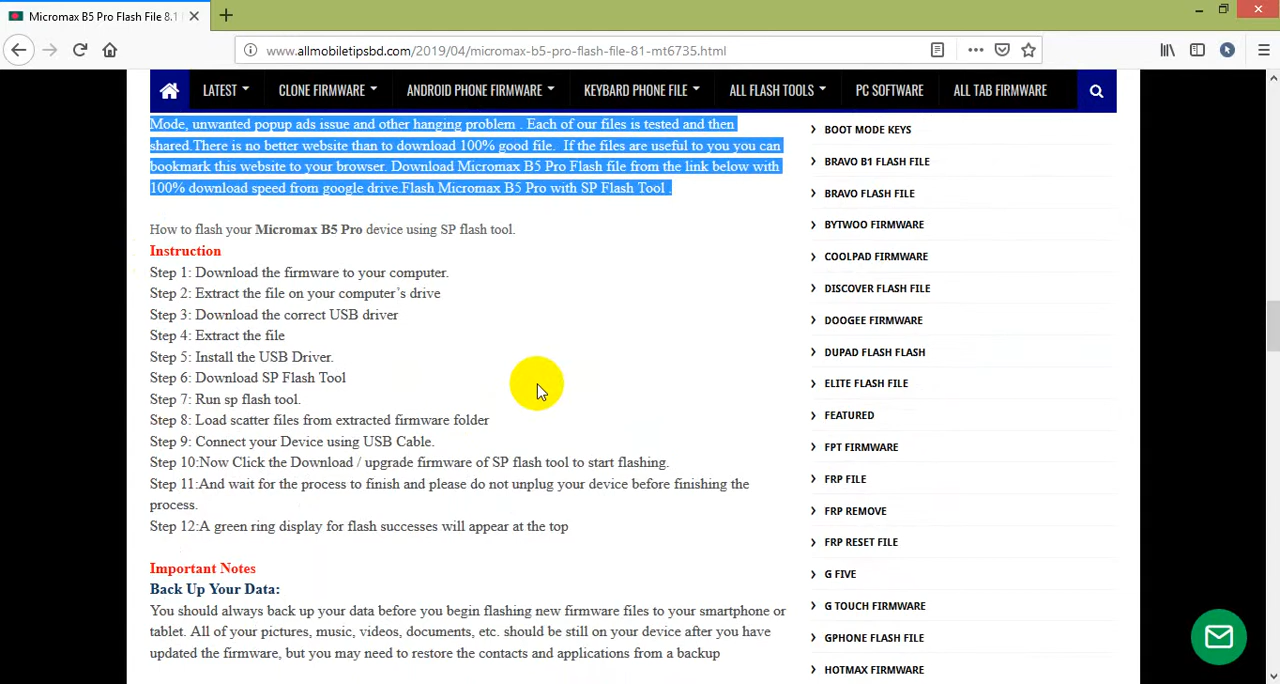 Micromax B5 Pro Flash File 8.1
www.allmobiletipsbd.com/2019/04/micromax-b5-pro-flash-file-81-mt6735.html
LATEST
CLONE FIRMWARE
ANDROID PHONE FIRMWARE
KEYBARD PHONE FILE
ALL FLASH TOOLS
PC SOFTWARE
ALL TAB FIRMWARE
Mode, unwanted popup ads issue and other hanging problem . Each of our files is tested and then
shared.There is no better website than to download 100% good file.  If the files are useful to you you can
bookmark this website to your browser. Download Micromax B5 Pro Flash file from the link below with
100% download speed from google drive.Flash Micromax B5 Pro with SP Flash Tool .
How to flash your Micromax B5 Pro device using SP flash tool.
Instruction
Step 1: Download the firmware to your computer.
Step 2: Extract the file on your computer’s drive
Step 3: Download the correct USB driver
Step 4: Extract the file
Step 5: Install the USB Driver.
Step 6: Download SP Flash Tool
Step 7: Run sp flash tool.
Step 8: Load scatter files from extracted firmware folder
Step 9: Connect your Device using USB Cable.
Step 10:Now Click the Download / upgrade firmware of SP flash tool to start flashing.
Step 11:And wait for the process to finish and please do not unplug your device before finishing the
process.
Step 12:A green ring display for flash successes will appear at the top
Important Notes
Back Up Your Data:
You should always back up your data before you begin flashing new firmware files to your smartphone or
tablet. All of your pictures, music, videos, documents, etc. should be still on your device after you have
updated the firmware, but you may need to restore the contacts and applications from a backup
BOOT MODE KEYS
BRAVO B1 FLASH FILE
BRAVO FLASH FILE
BYTWOO FIRMWARE
COOLPAD FIRMWARE
DISCOVER FLASH FILE
DOOGEE FIRMWARE
DUPAD FLASH FLASH
ELITE FLASH FILE
FEATURED
FPT FIRMWARE
FRP FILE
FRP REMOVE
FRP RESET FILE
G FIVE
G TOUCH FIRMWARE
GPHONE FLASH FILE
HOTMAX FIRMWARE